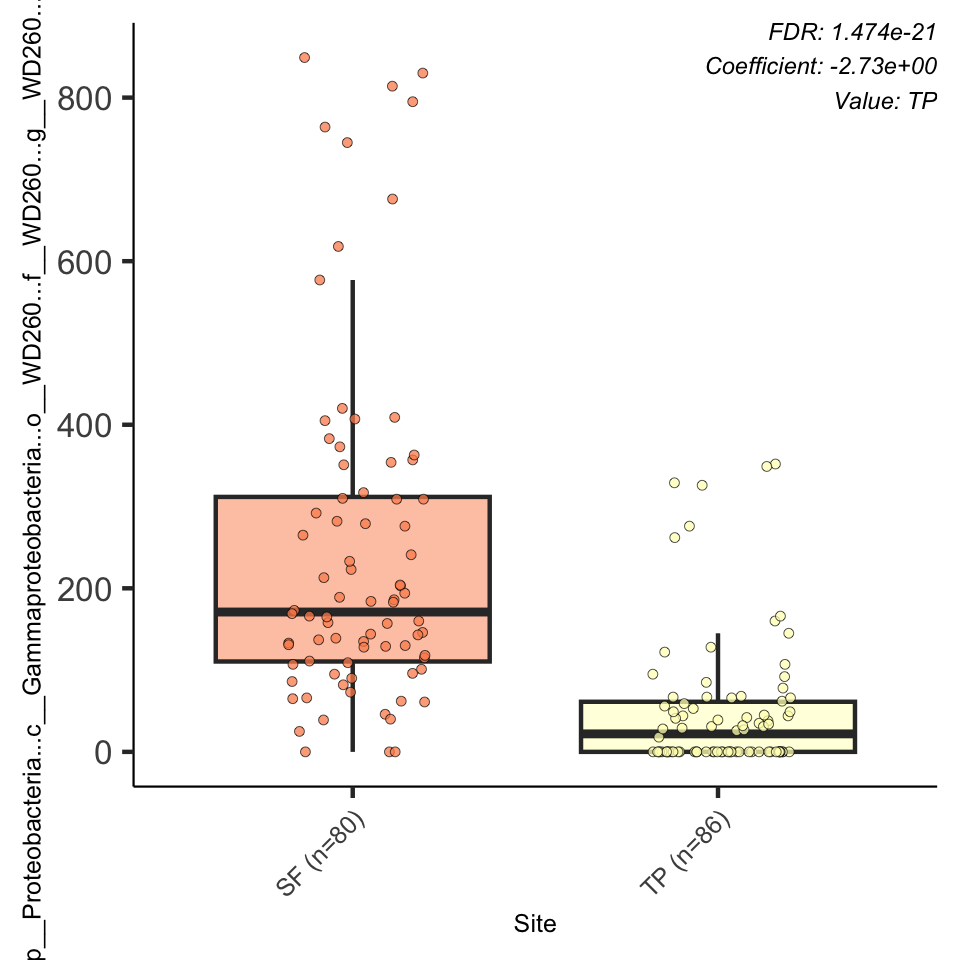 FDR: 1.474e-21
Coefficient: -2.73e+00
Value: TP
p__Proteobacteria...c__Gammaproteobacteria...o__WD260...f__WD260...g__WD260...
800
600
400
200
0
SF (n=80)
TP (n=86)
Site